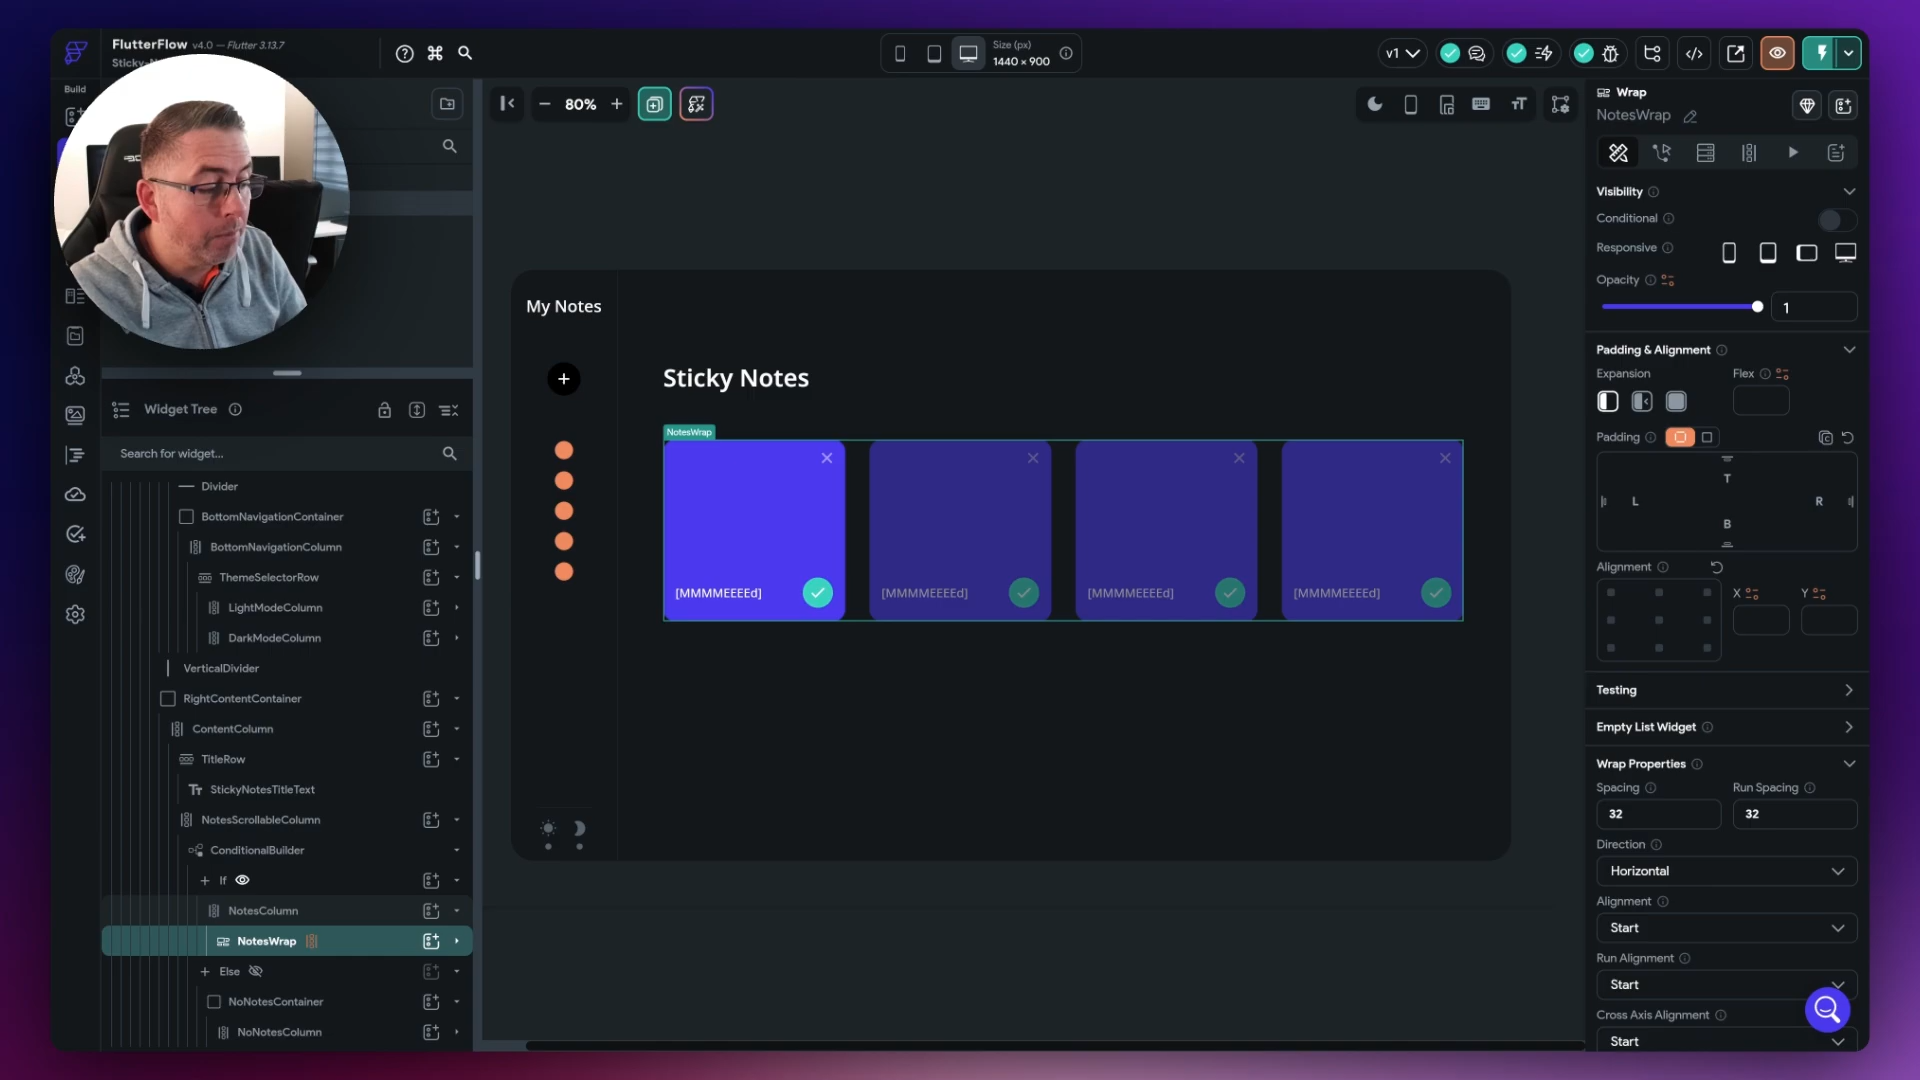 FlutterFlow v4.0 — Flutter 3.13.7
Sticky-N
Build
Size (px)
1440 × 900
v1
80%
Wrap
NotesWrap
Visibility
Conditional
Responsive
Opacity
1
Padding & Alignment
Expansion
Flex
Padding
T
L
R
B
Alignment
X
Y
Testing
Empty List Widget
Wrap Properties
Spacing
Run Spacing
32
32
Direction
Horizontal
Alignment
Start
Run Alignment
Start
Cross Axis Alignment
Start
Widget Tree
Search for widget...
Divider
BottomNavigationContainer
BottomNavigationColumn
ThemeSelectorRow
LightModeColumn
DarkModeColumn
VerticalDivider
RightContentContainer
ContentColumn
TitleRow
Tt StickyNotesTitleText
NotesScrollableColumn
ConditionalBuilder
If
NotesColumn
NotesWrap
Else
NoNotesContainer
NoNotesColumn
My Notes
Sticky Notes
NotesWrap
[MMMMEEEEd]
[MMMMEEEEd]
[MMMMEEEEd]
[MMMMEEEEd]